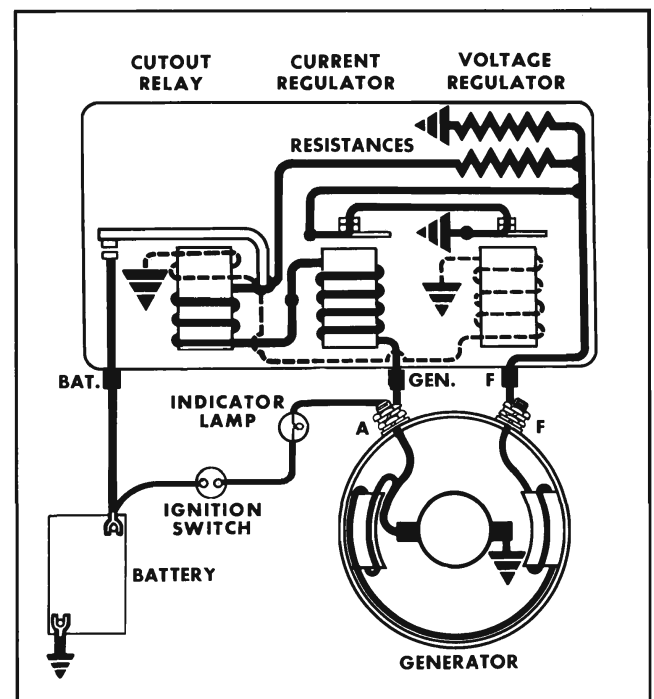 CUTOUT
RELAY
CURRENT
REGULATOR
VOLTAGE
REGULATOR
RESISTANCES
BAT.
GEN.
F
INDICATOR
LAMP
A
F
IGNITION
SWITCH
BATTERY
GENERATOR